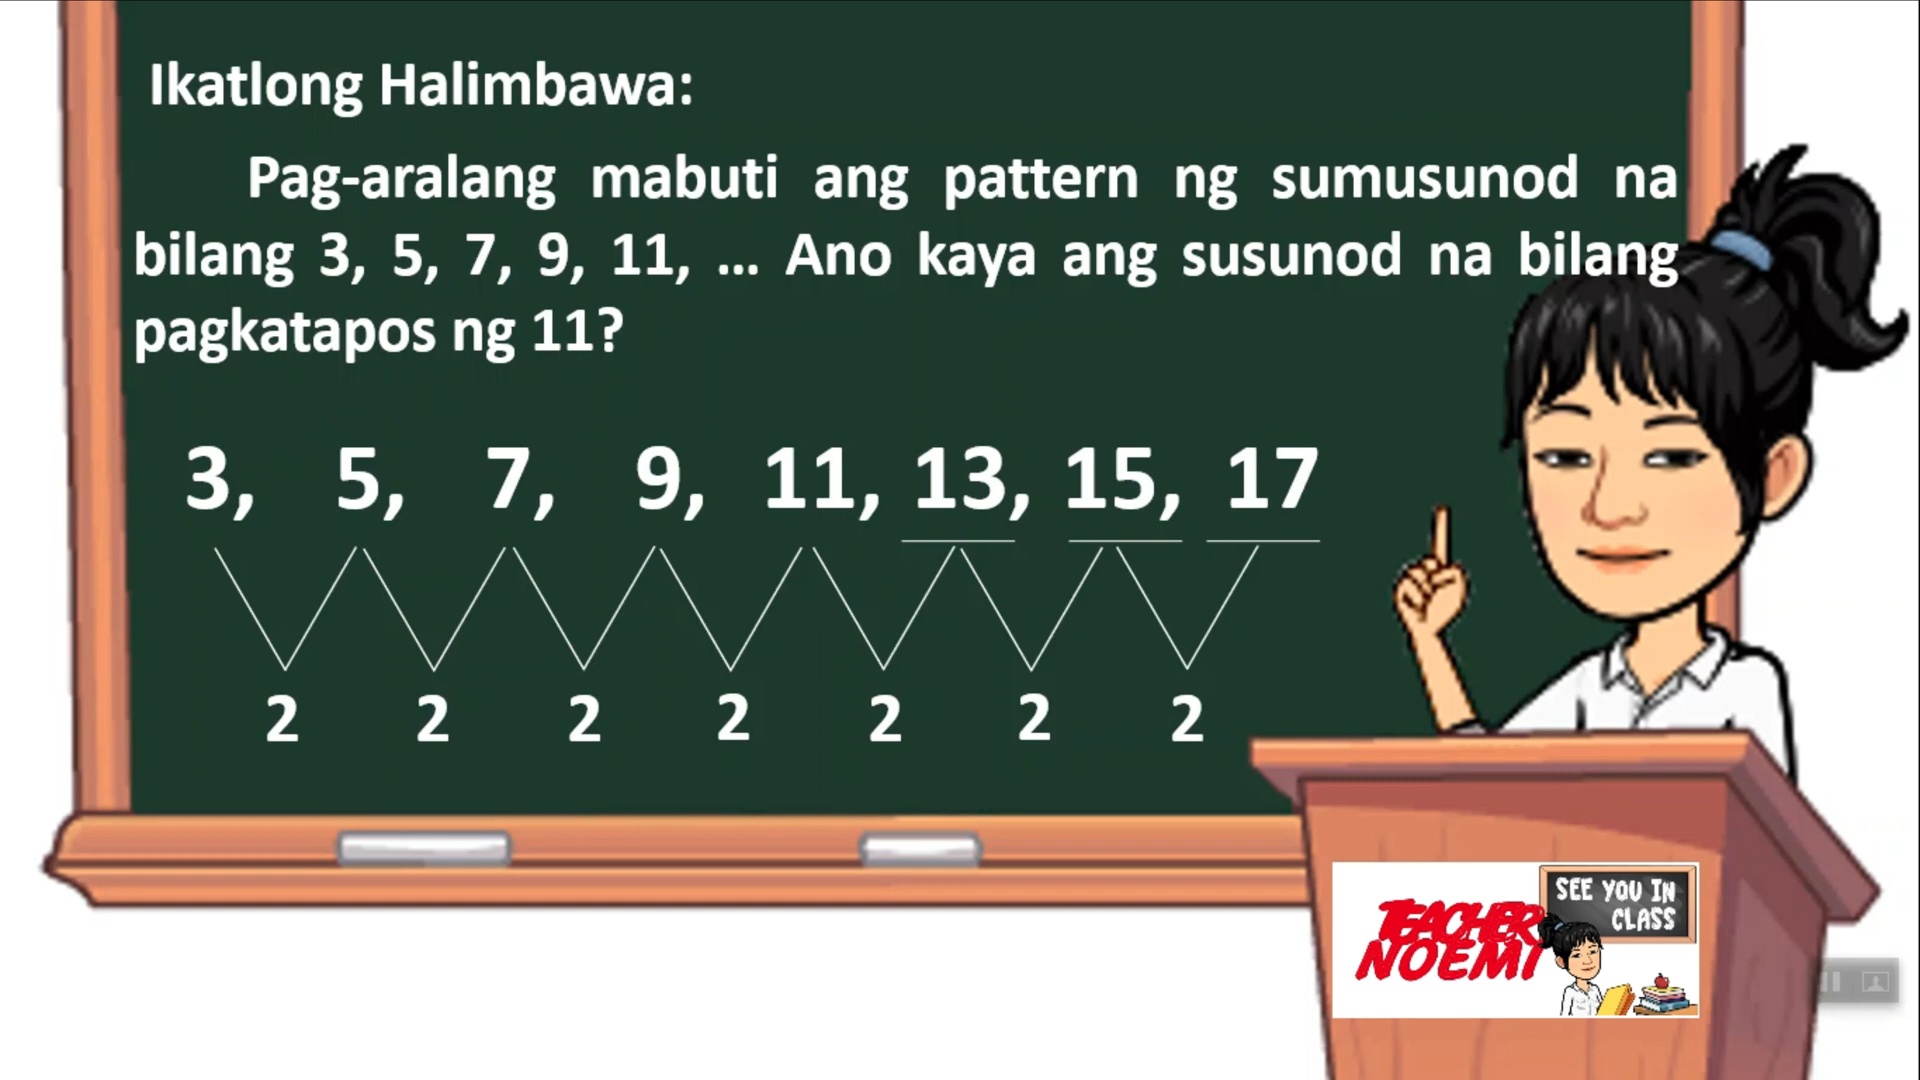 Ikatlong Halimbawa:
Pag-aralang mabuti ang pattern ng sumusunod na
bilang 3, 5, 7, 9, 11, ... Ano kaya ang susunod na bilang
pagkatapos ng 11?
3, 5, 7, 9, 11, 13, 15, 17
2 2 2 2 2 2 2
SEE YOU IN
CLASS
TEACHER
NOEMI